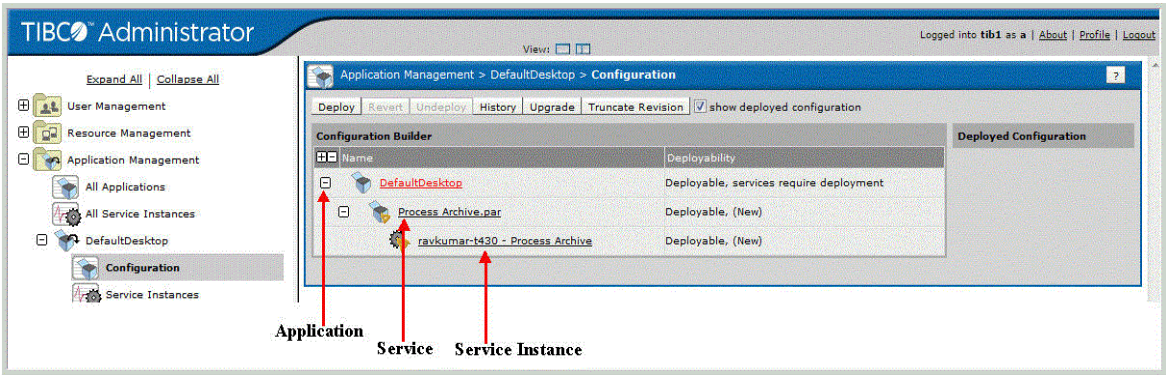 TIBCO™ Administrator
View:
Logged into tib1 as a | About | Profile | Logout
Expand All | Collapse All
User Management
Resource Management
Application Management
All Applications
All Service Instances
DefaultDesktop
Configuration
Service Instances
Application Management > DefaultDesktop > Configuration
?
Deploy
Revert
Undeploy
History
Upgrade
Truncate Revision
show deployed configuration
Configuration Builder
Deployed Configuration
Name
Deployability
DefaultDesktop
Deployable, services require deployment
Process Archive.par
Deployable, (New)
ravkumar-t430 - Process Archive
Deployable, (New)
Application
Service
Service Instance